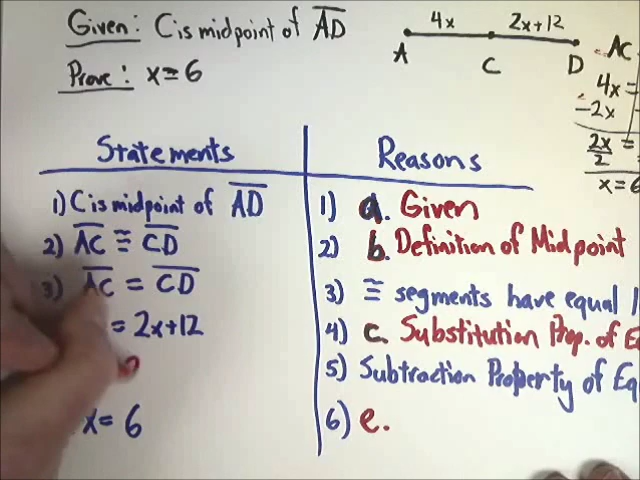 Given: C is midpoint of AD
4x 2x+12
A C D
Prove: x = 6
AC
4x =
-2x
2x =
2
x = 6
Statements Reasons
1) C is midpoint of AD 1) a. Given
2) AC ≅ CD 2) b. Definition of Midpoint
3) AC = CD 3) ≅ segments have equal
= 2x+12 4) c. Substitution Prop. of
5) Subtraction Property of
x = 6 6) e.